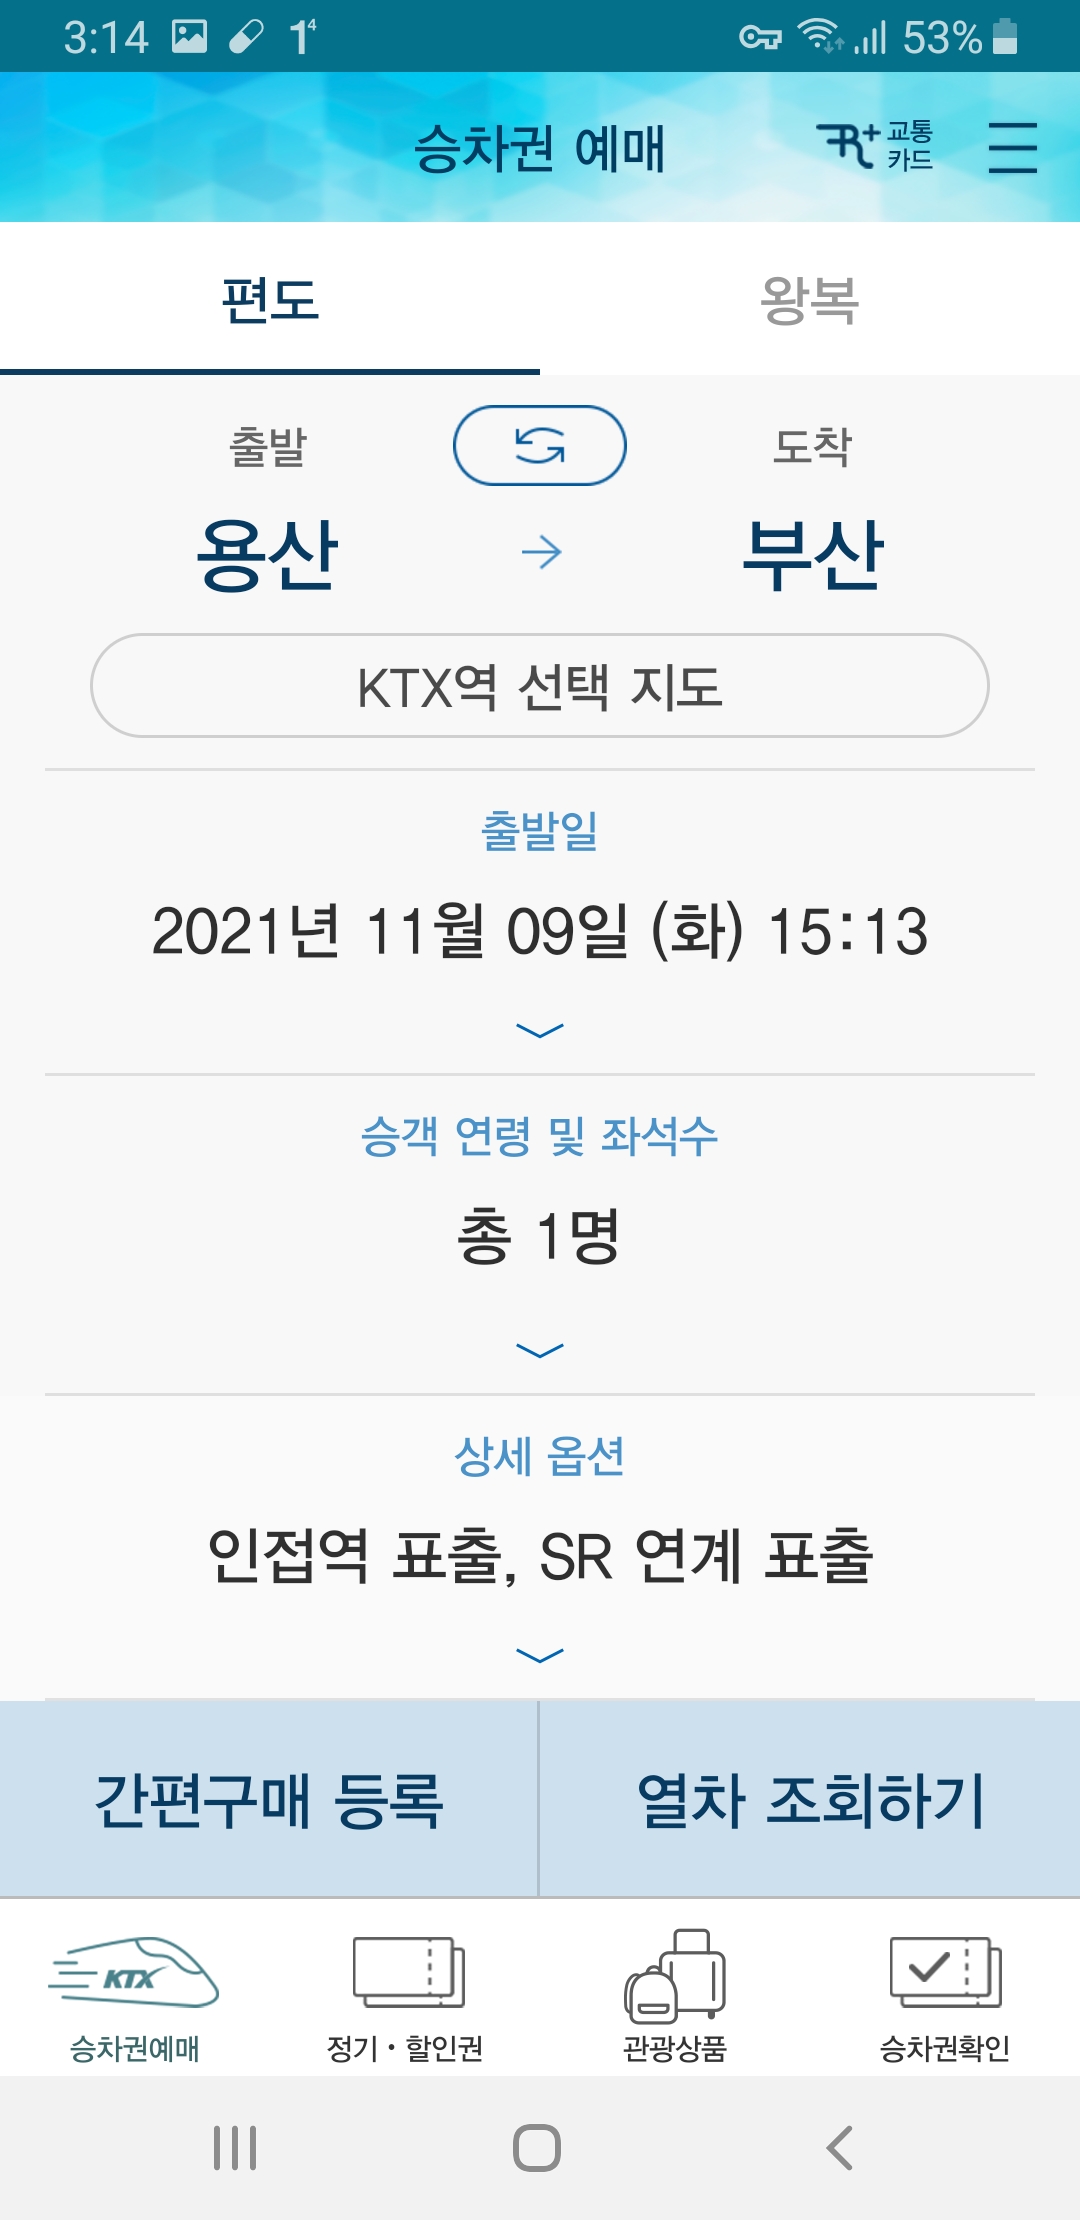 3:14 1⁴ 53%
승차권 예매
R+ 교통
카드
편도 왕복
출발 도착
용산 → 부산
KTX역 선택 지도
출발일
2021년 11월 09일 (화) 15:13
승객 연령 및 좌석수
총 1명
상세 옵션
인접역 표출, SR 연계 표출
간편구매 등록 열차 조회하기
KTX
승차권예매 정기·할인권 관광상품 승차권확인